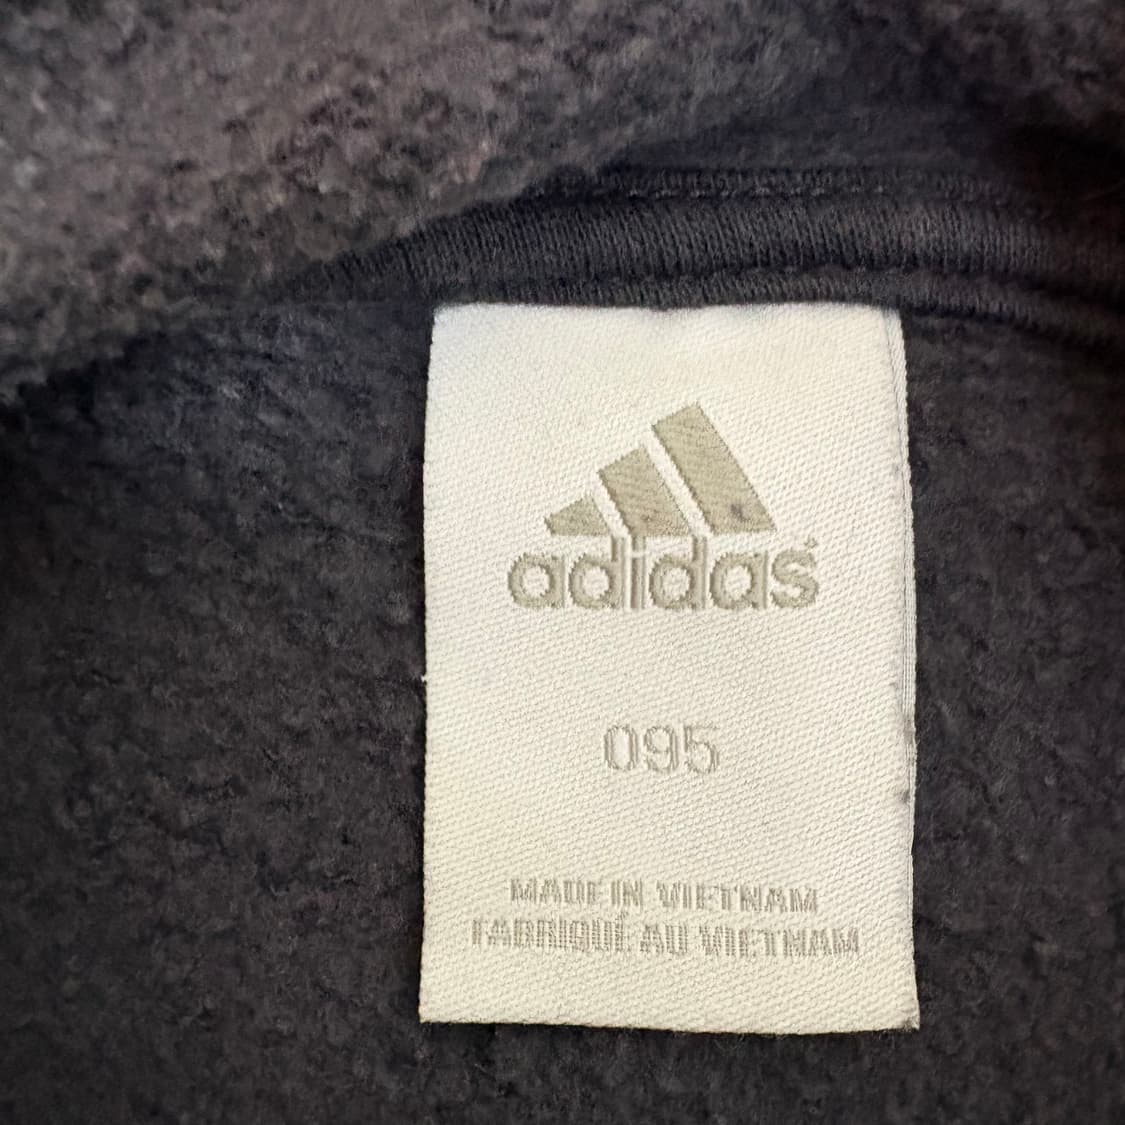 adidas
095
MADE IN VIETNAM
FABRIQUÉ AU VIETNAM